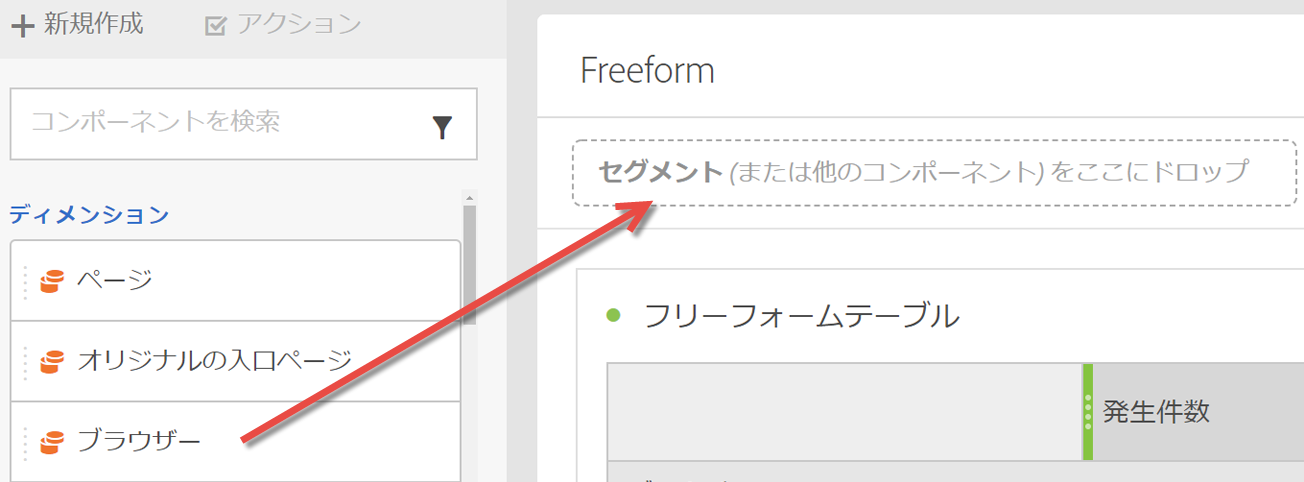 新規作成
アクション
コンポーネントを検索
ディメンション
ページ
オリジナルの入口ページ
ブラウザー
Freeform
セグメント (または他のコンポーネント) をここにドロップ
フリーフォームテーブル
発生件数